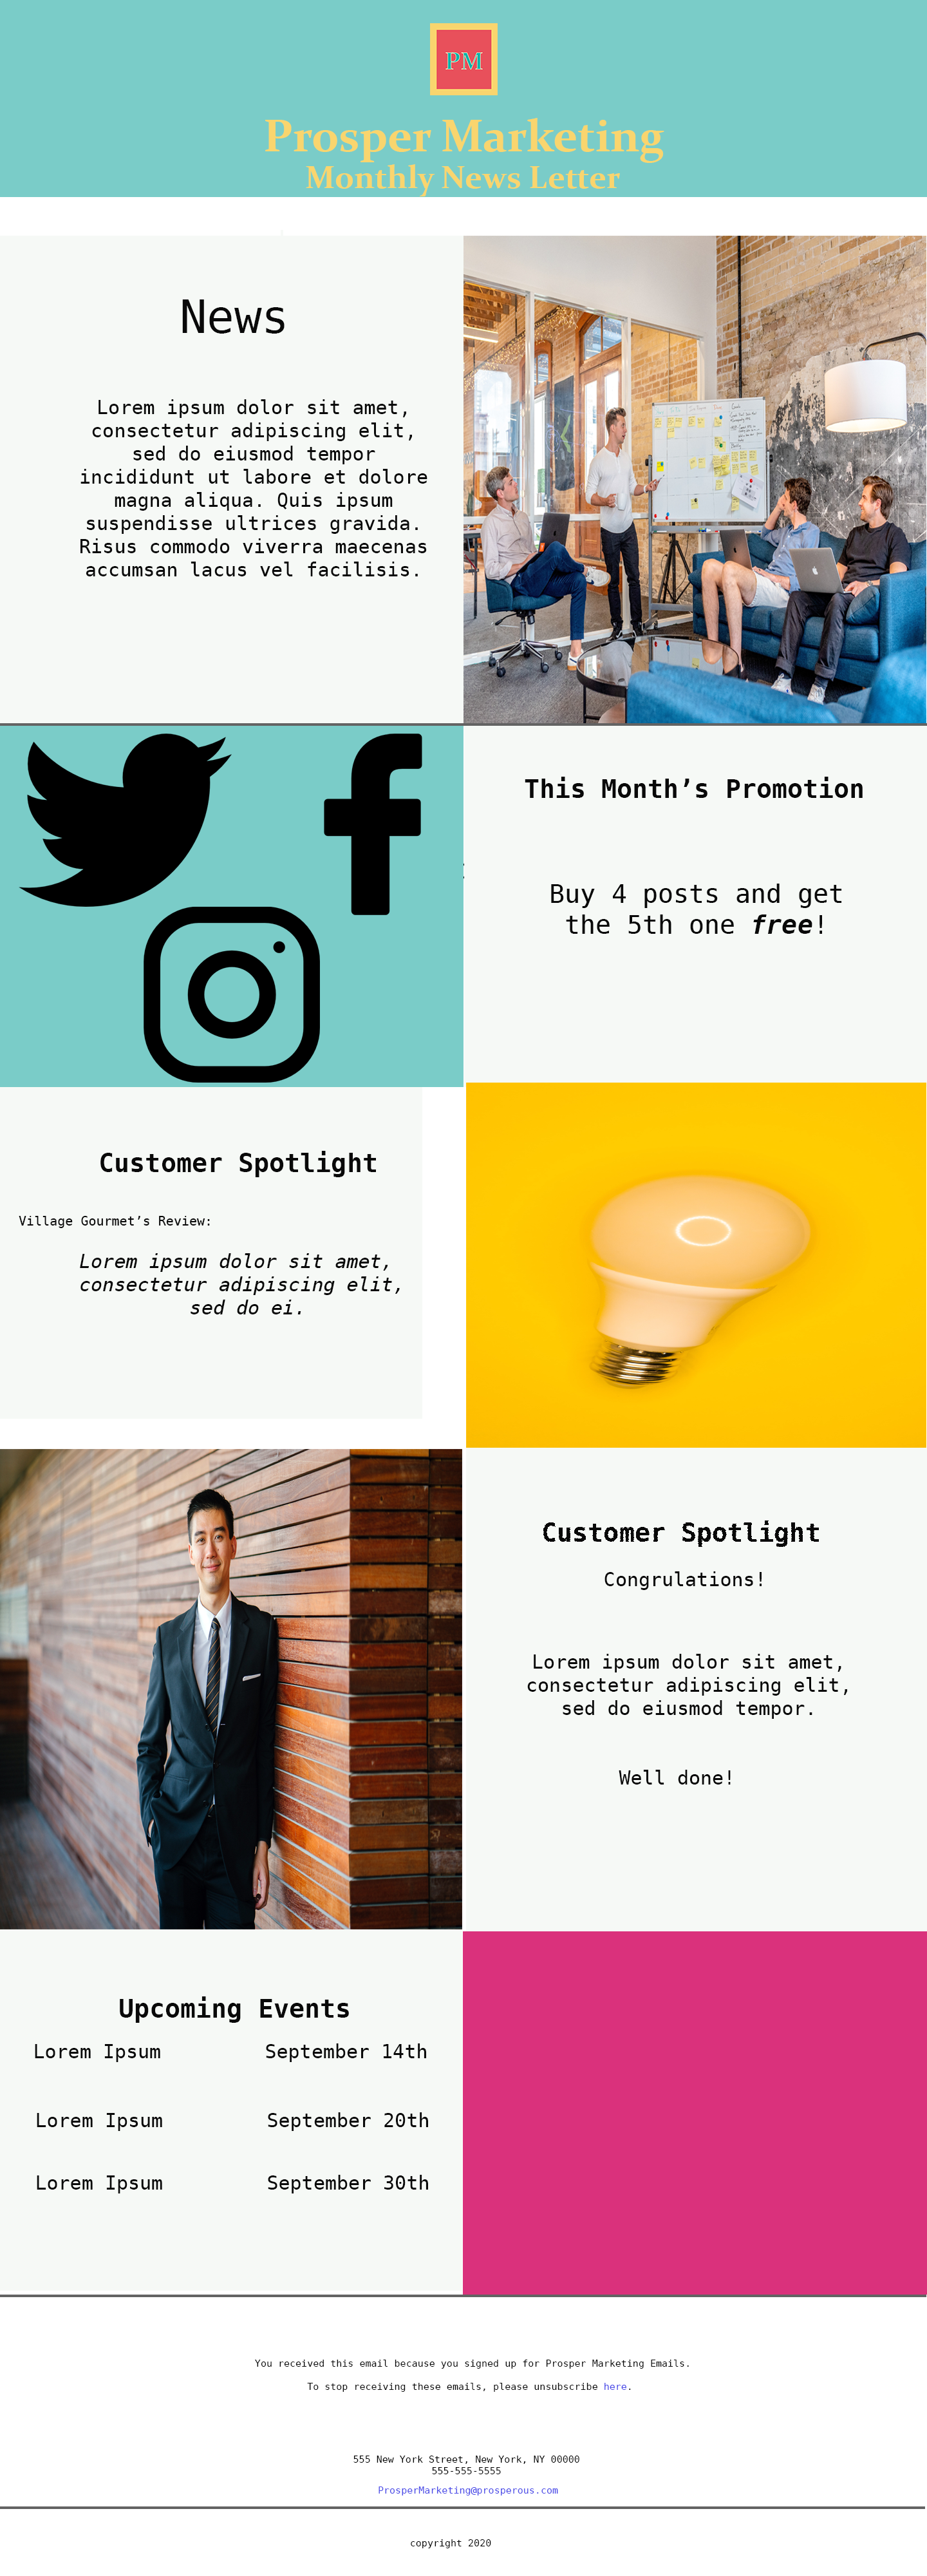 PM
Prosper Marketing
Monthly News Letter
News
Lorem ipsum dolor sit amet,
consectetur adipiscing elit,
sed do eiusmod tempor
incididunt ut labore et dolore
magna aliqua. Quis ipsum
suspendisse ultrices gravida.
Risus commodo viverra maecenas
accumsan lacus vel facilisis.
This Month’s Promotion
Buy 4 posts and get
the 5th one free!
Customer Spotlight
Village Gourmet’s Review:
Lorem ipsum dolor sit amet,
consectetur adipiscing elit,
sed do ei.
Customer Spotlight
Congrulations!
Lorem ipsum dolor sit amet,
consectetur adipiscing elit,
sed do eiusmod tempor.
Well done!
Upcoming Events
Lorem Ipsum September 14th
Lorem Ipsum September 20th
Lorem Ipsum September 30th
You received this email because you signed up for Prosper Marketing Emails.
To stop receiving these emails, please unsubscribe here.
555 New York Street, New York, NY 00000
555-555-5555
ProsperMarketing@prosperous.com
copyright 2020